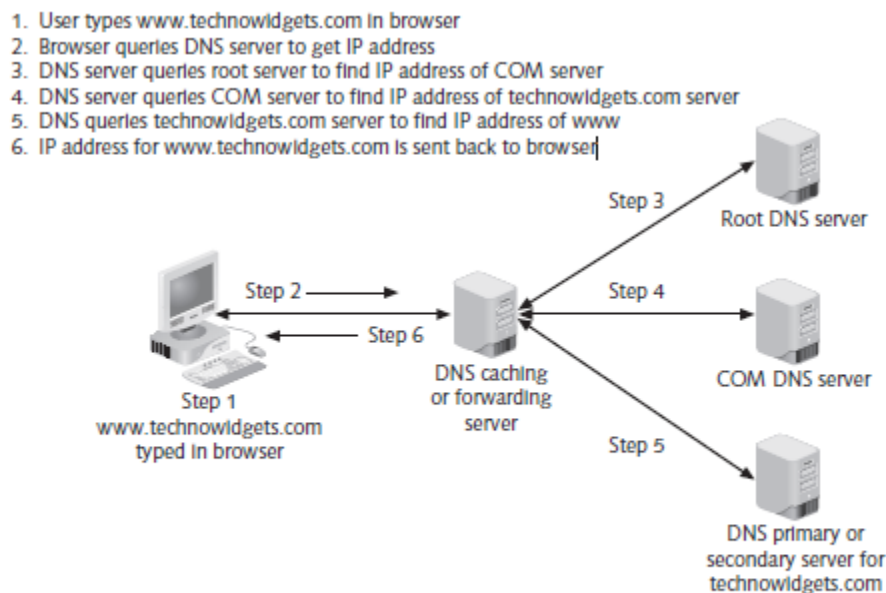 1. User types www.technowidgets.com in browser
2. Browser queries DNS server to get IP address
3. DNS server queries root server to find IP address of COM server
4. DNS server queries COM server to find IP address of technowidgets.com server
5. DNS queries technowidgets.com server to find IP address of www
6. IP address for www.technowidgets.com is sent back to browser
Step 3
Root DNS server
Step 2
Step 4
Step 6
DNS caching
or forwarding
server
COM DNS server
Step 1
www.technowidgets.com
typed in browser
Step 5
DNS primary or
secondary server for
technowidgets.com